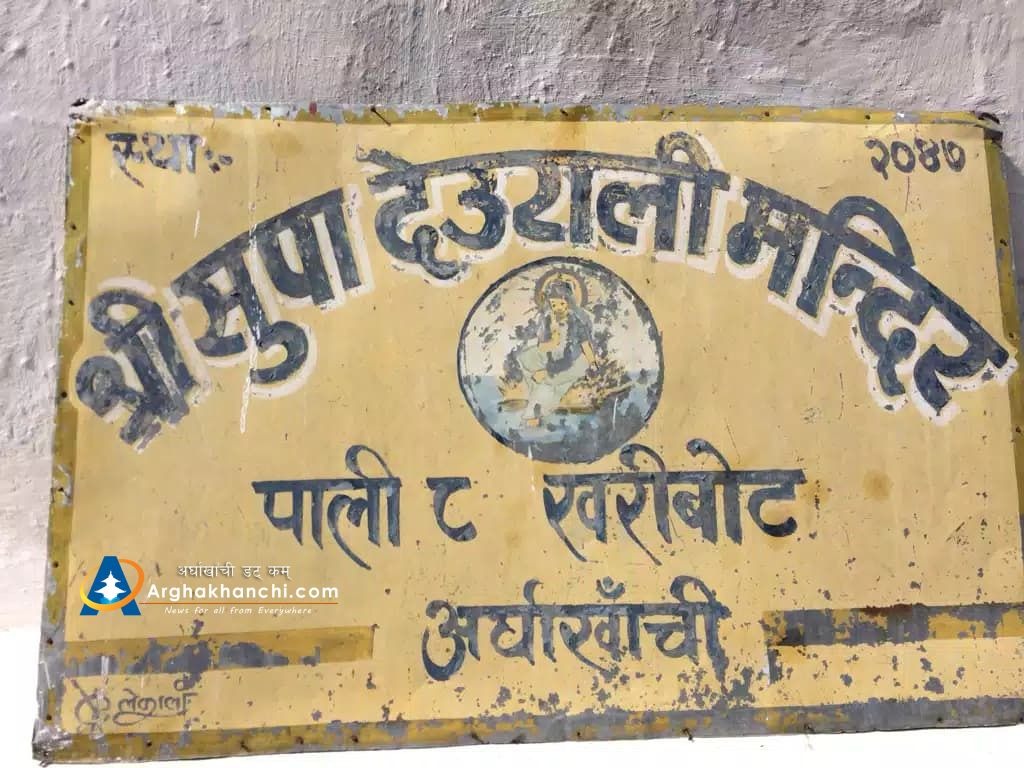 स्था:- २०४७
श्री सुपा देउराली मन्दिर
पाली ८ खरीबोट
अर्घाखाँची डट् कम्
Arghakhanchi.com
News for all from Everywhere
अर्घाखाँची
लेकाली